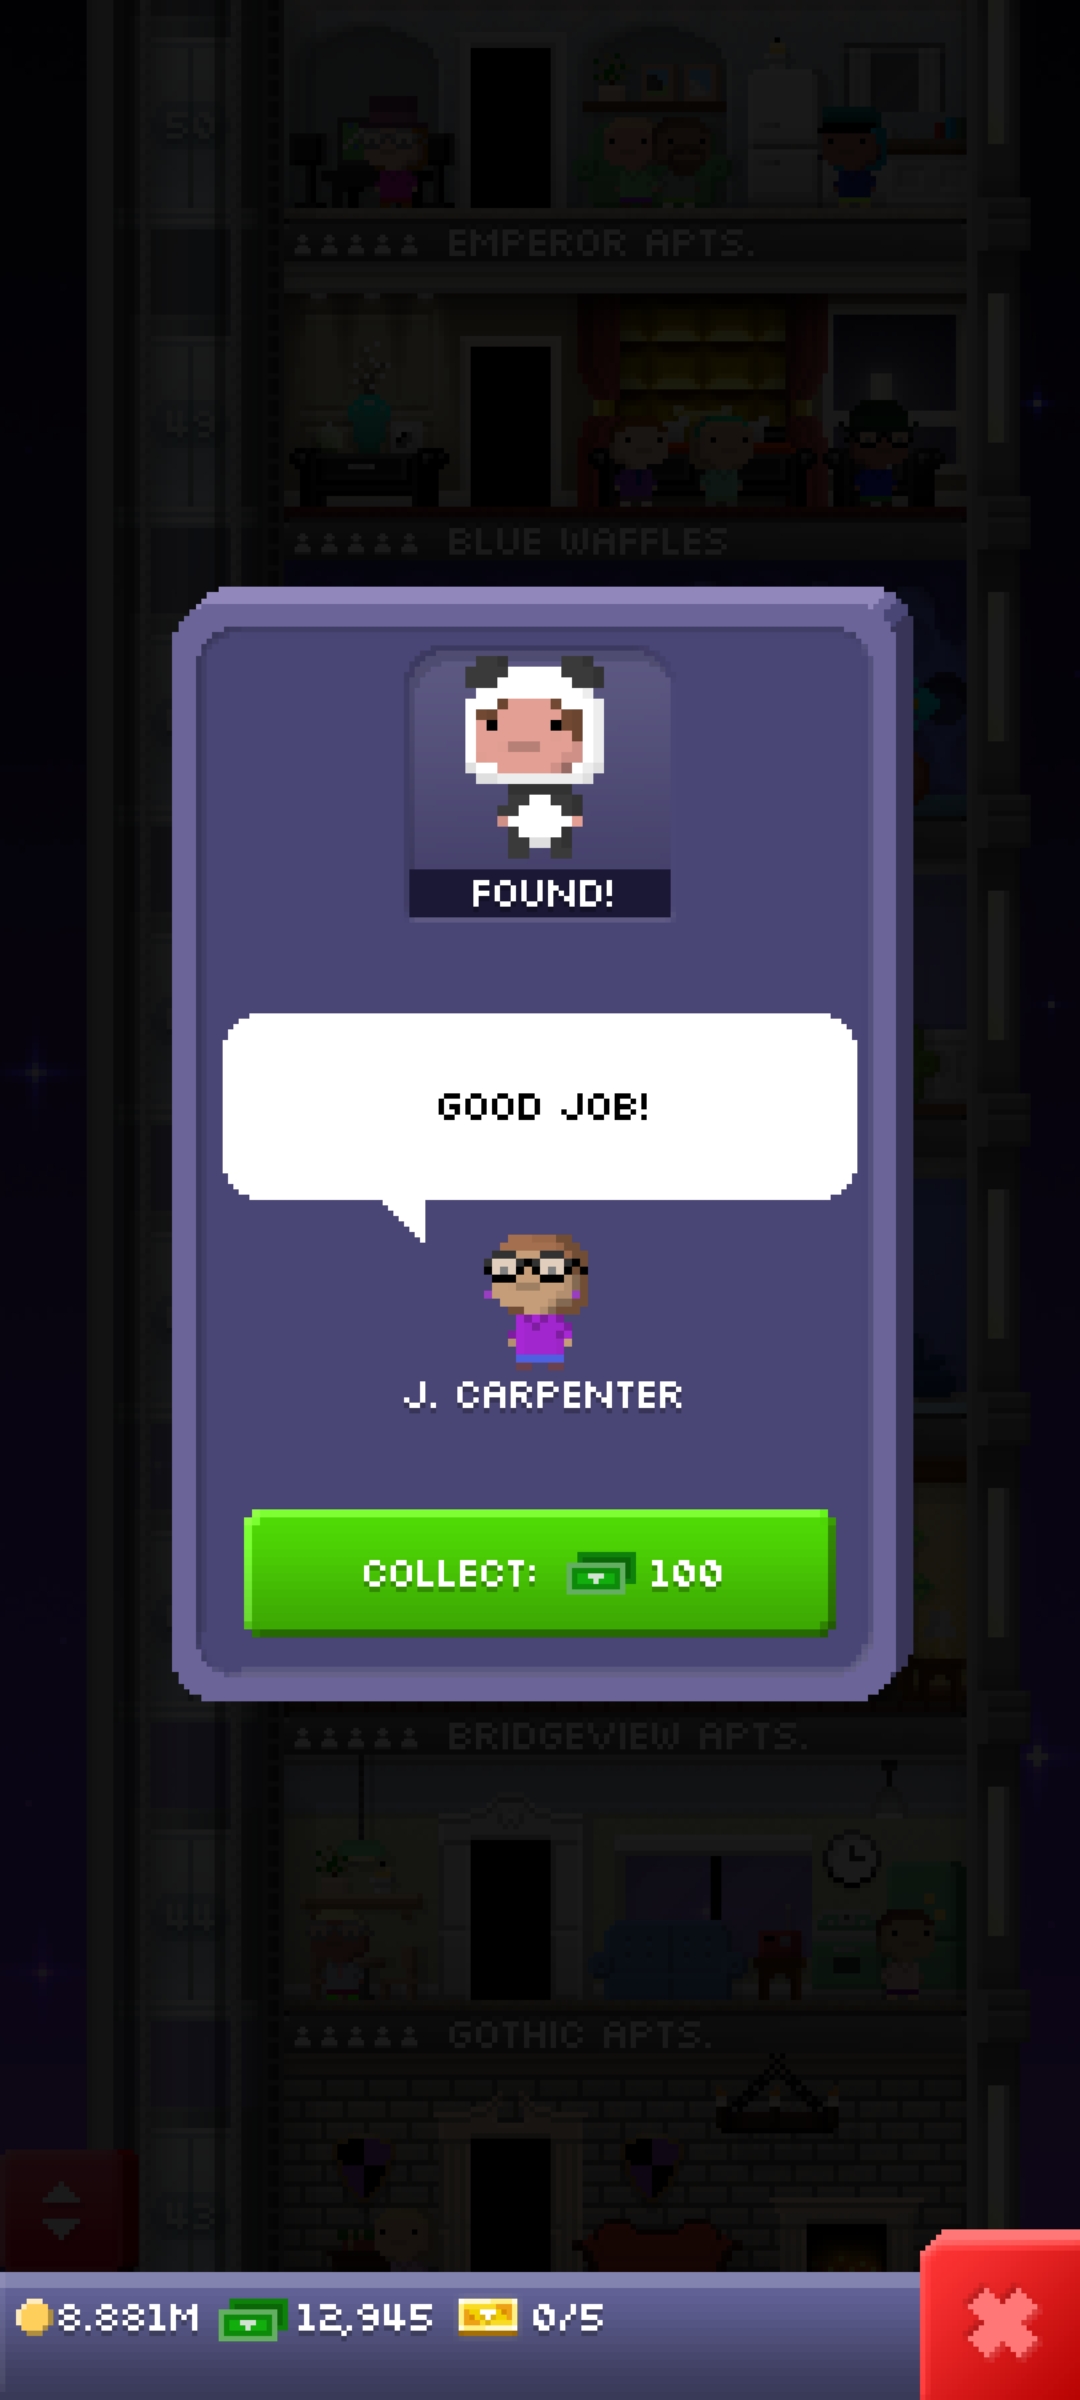 50
EMPEROR APTS.
49
BLUE WAFFLES
FOUND!
GOOD JOB!
J. CARPENTER
COLLECT: 100
BRIDGEVIEW APTS.
44
GOTHIC APTS.
43
8.881M 12,945 0/5